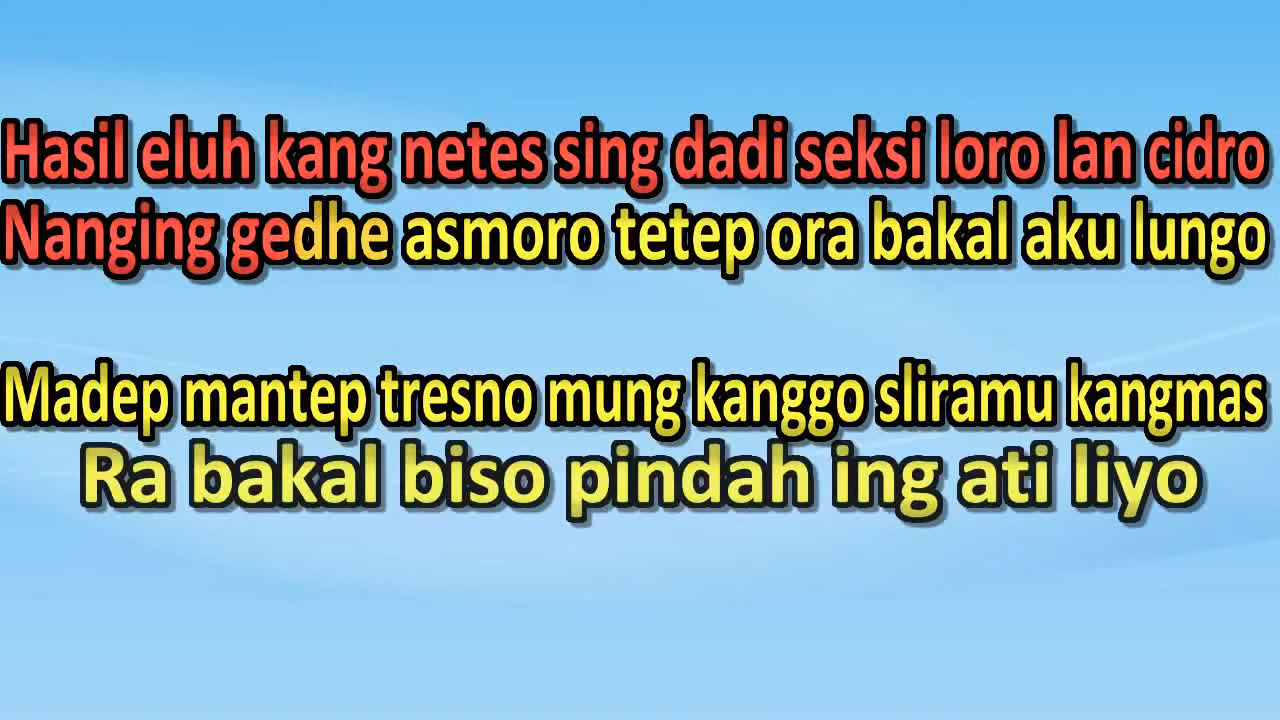 Hasil eluh kang netes sing dadi seksi loro lan cidro
Nanging gedhe asmoro tetep ora bakal aku lungo
Madep mantep tresno mung kanggo sliramu kangmas
Ra bakal biso pindah ing ati liyo